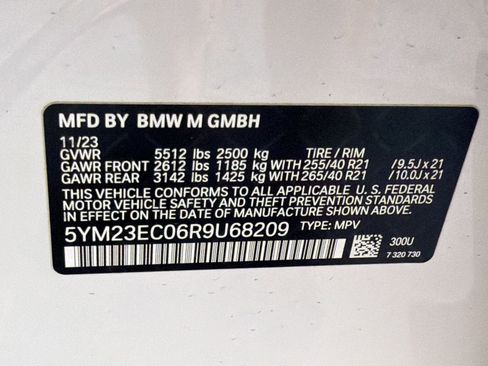 MFD BY BMW M GMBH
11/23
GVWR 5512 lbs 2500 kg TIRE / RIM
GAWR FRONT 2612 lbs 1185 kg WITH 255/40 R21 / 9.5J x 21
GAWR REAR 3142 lbs 1425 kg WITH 265/40 R21 / 10.0J x 21
THIS VEHICLE CONFORMS TO ALL APPLICABLE U. S. FEDERAL
MOTOR VEHICLE SAFETY AND THEFT PREVENTION STANDARDS
IN EFFECT ON THE DATE OF MANUFACTURE SHOWN ABOVE.
5YM23EC06R9U68209 TYPE: MPV
300U
7 320 730